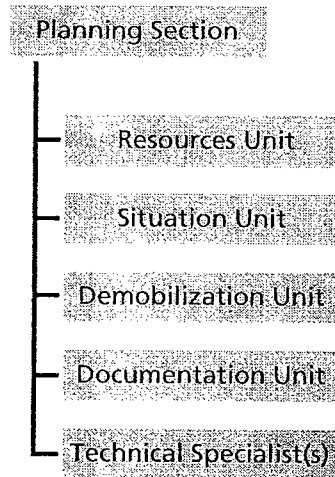 Planning Section
Resources Unit
Situation Unit
Demobilization Unit
Documentation Unit
Technical Specialist(s)